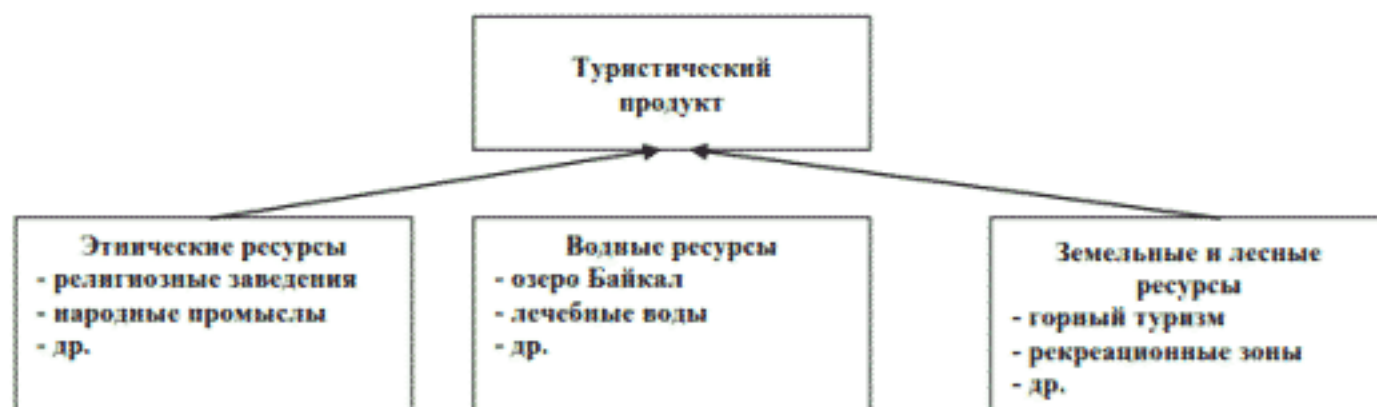 Туристический
продукт
Этнические ресурсы
- религиозные заведения
- народные промыслы
- др.
Водные ресурсы
- озеро Байкал
- лечебные воды
- др.
Земельные и лесные
ресурсы
- горный туризм
- рекреационные зоны
- др.